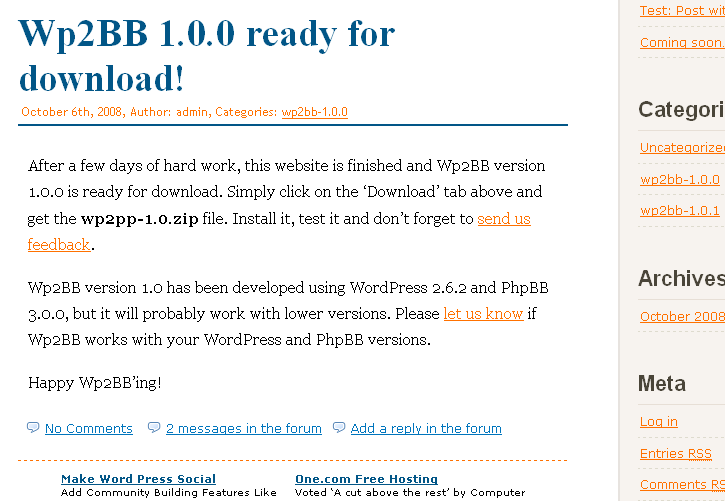 Wp2BB 1.0.0 ready for
download!
October 6th, 2008, Author: admin, Categories: wp2bb-1.0.0
After a few days of hard work, this website is finished and Wp2BB version
1.0.0 is ready for download. Simply click on the ‘Download’ tab above and
get the wp2pp-1.0.zip file. Install it, test it and don’t forget to send us
feedback.
Wp2BB version 1.0 has been developed using WordPress 2.6.2 and PhpBB
3.0.0, but it will probably work with lower versions. Please let us know if
Wp2BB works with your WordPress and PhpBB versions.
Happy Wp2BB’ing!
No Comments 2 messages in the forum Add a reply in the forum
Make Word Press Social
Add Community Building Features Like
One.com Free Hosting
Voted ‘A cut above the rest’ by Computer
Test: Post wit
Coming soon.
Categori
Uncategorized
wp2bb-1.0.0
wp2bb-1.0.1
Archives
October 2008
Meta
Log in
Entries RSS
Comments RS